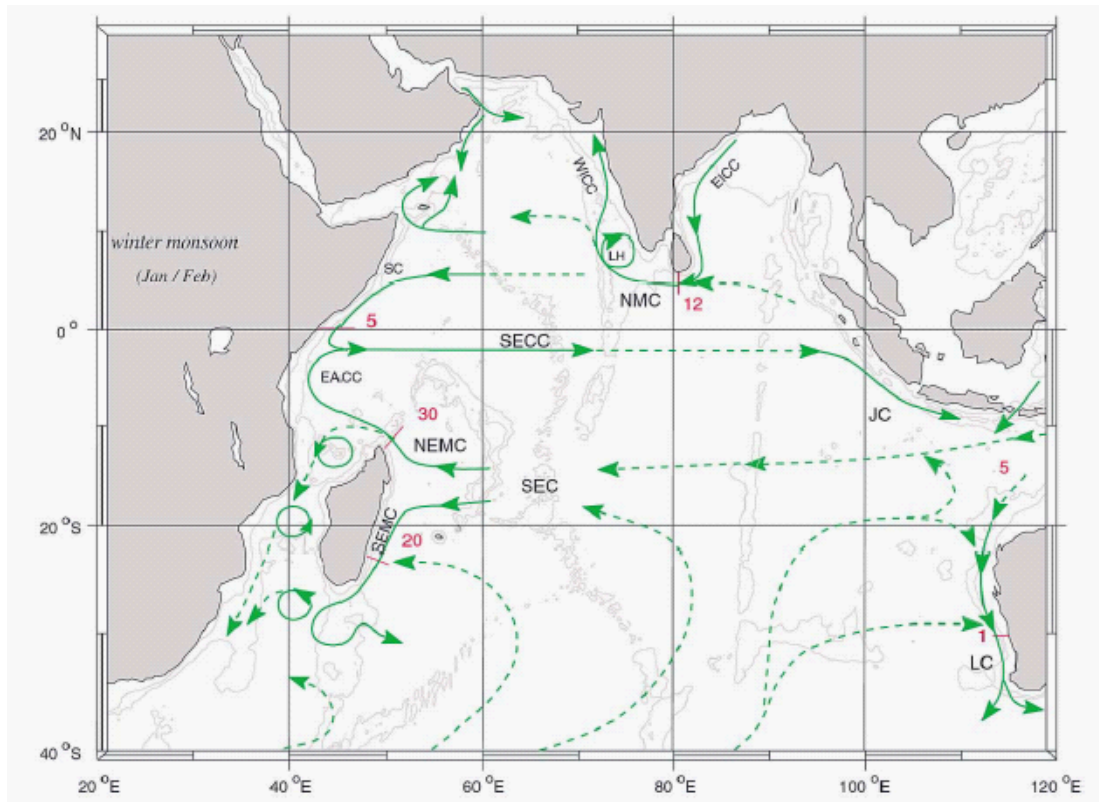 20 °N
WICC
EICC
winter monsoon
(Jan / Feb)
LH
SC
NMC
12
5
0 °
SECC
EACC
30
JC
NEMC
5
SEC
SEMC
20 °S
20
1
LC
40 °S
20 °E
40 °E
60 °E
80 °E
100 °E
120 °E